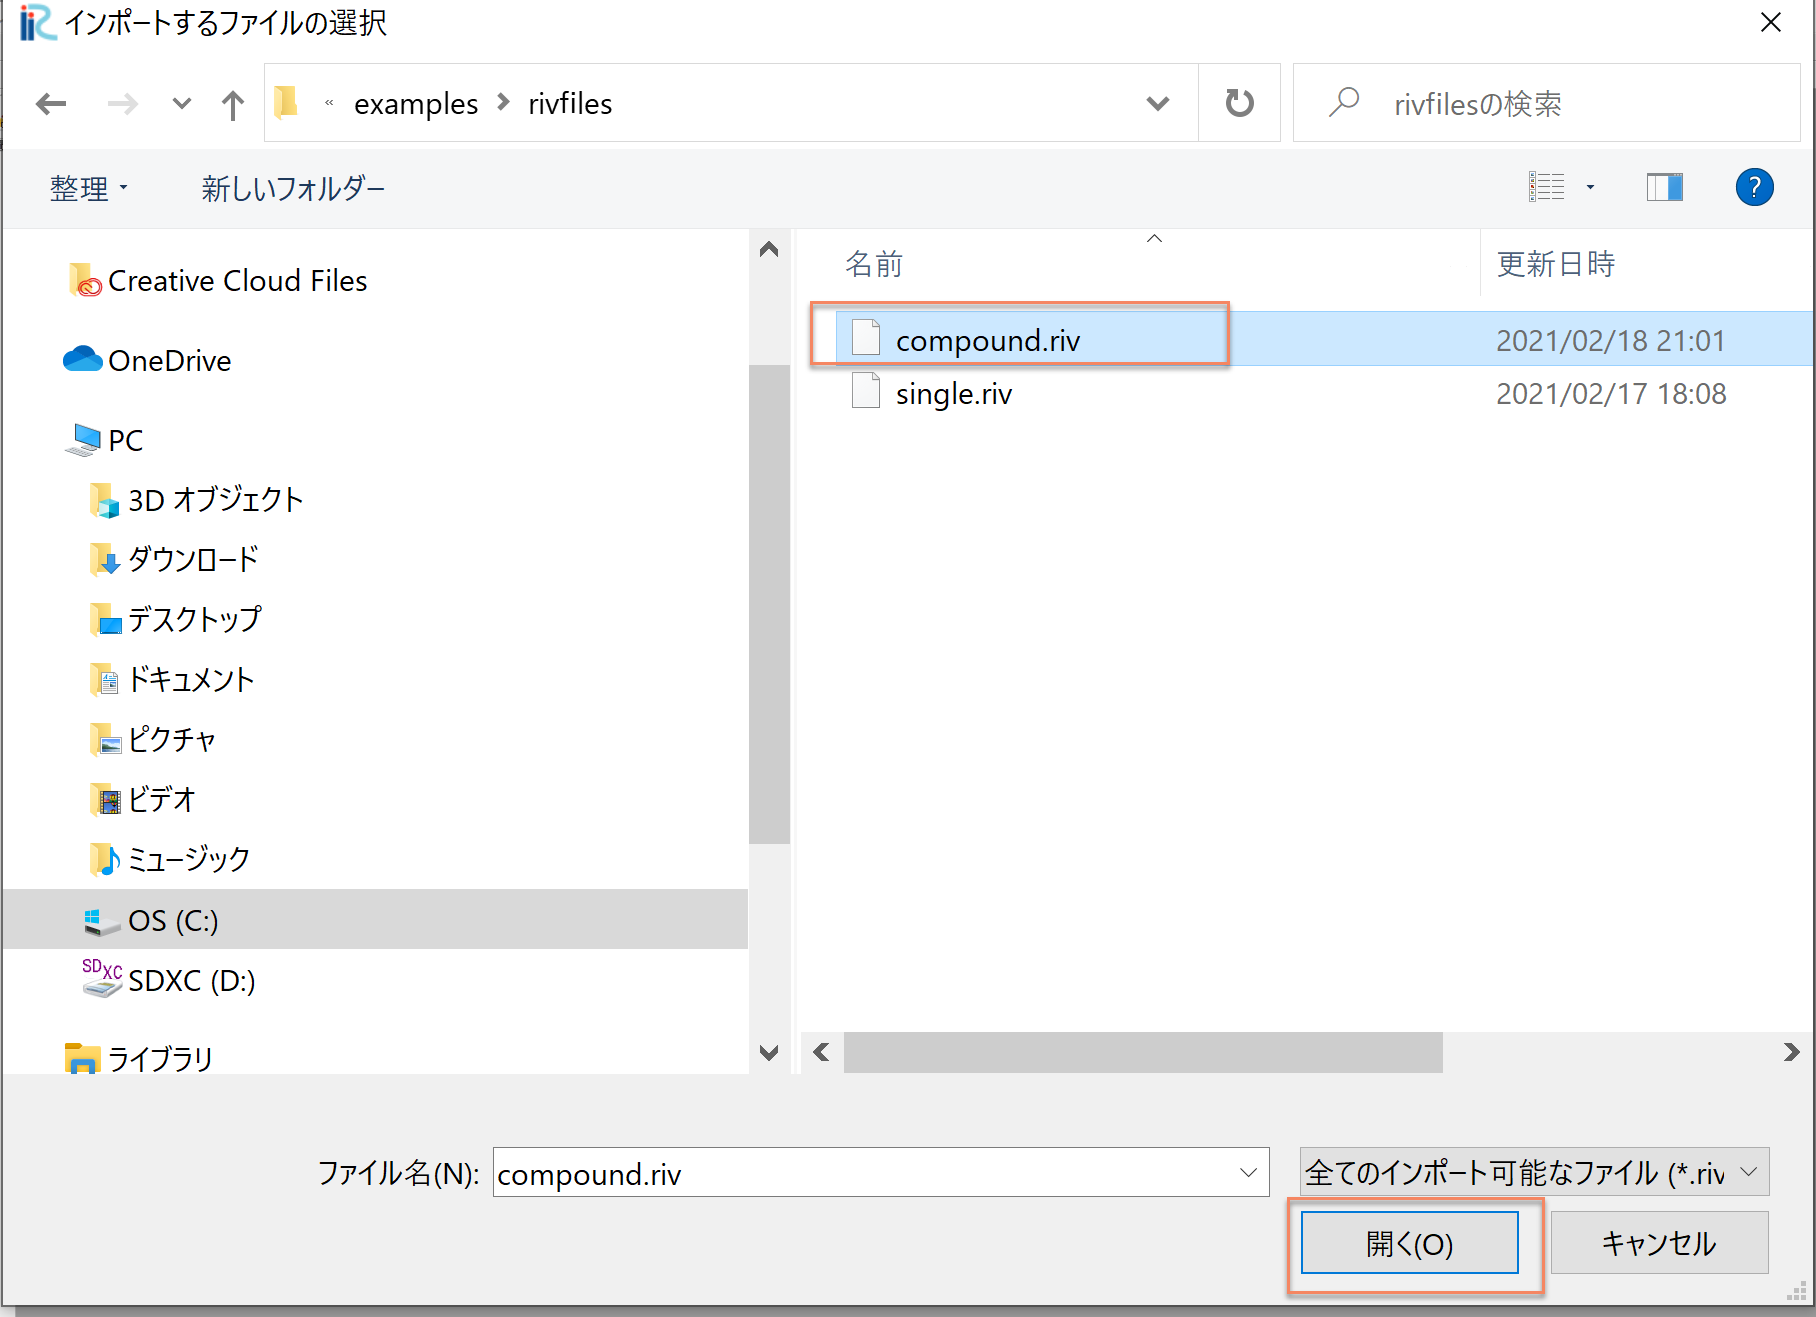 iRC インポートするファイルの選択
« examples > rivfiles
rivfilesの検索
整理
新しいフォルダー
?
Creative Cloud Files
OneDrive
PC
3D オブジェクト
ダウンロード
デスクトップ
ドキュメント
ピクチャ
ビデオ
ミュージック
OS (C:)
SDXC
SDXC (D:)
ライブラリ
名前
更新日時
compound.riv
2021/02/18 21:01
single.riv
2021/02/17 18:08
ファイル名(N):
compound.riv
全てのインポート可能なファイル (*.riv
開く(O)
キャンセル